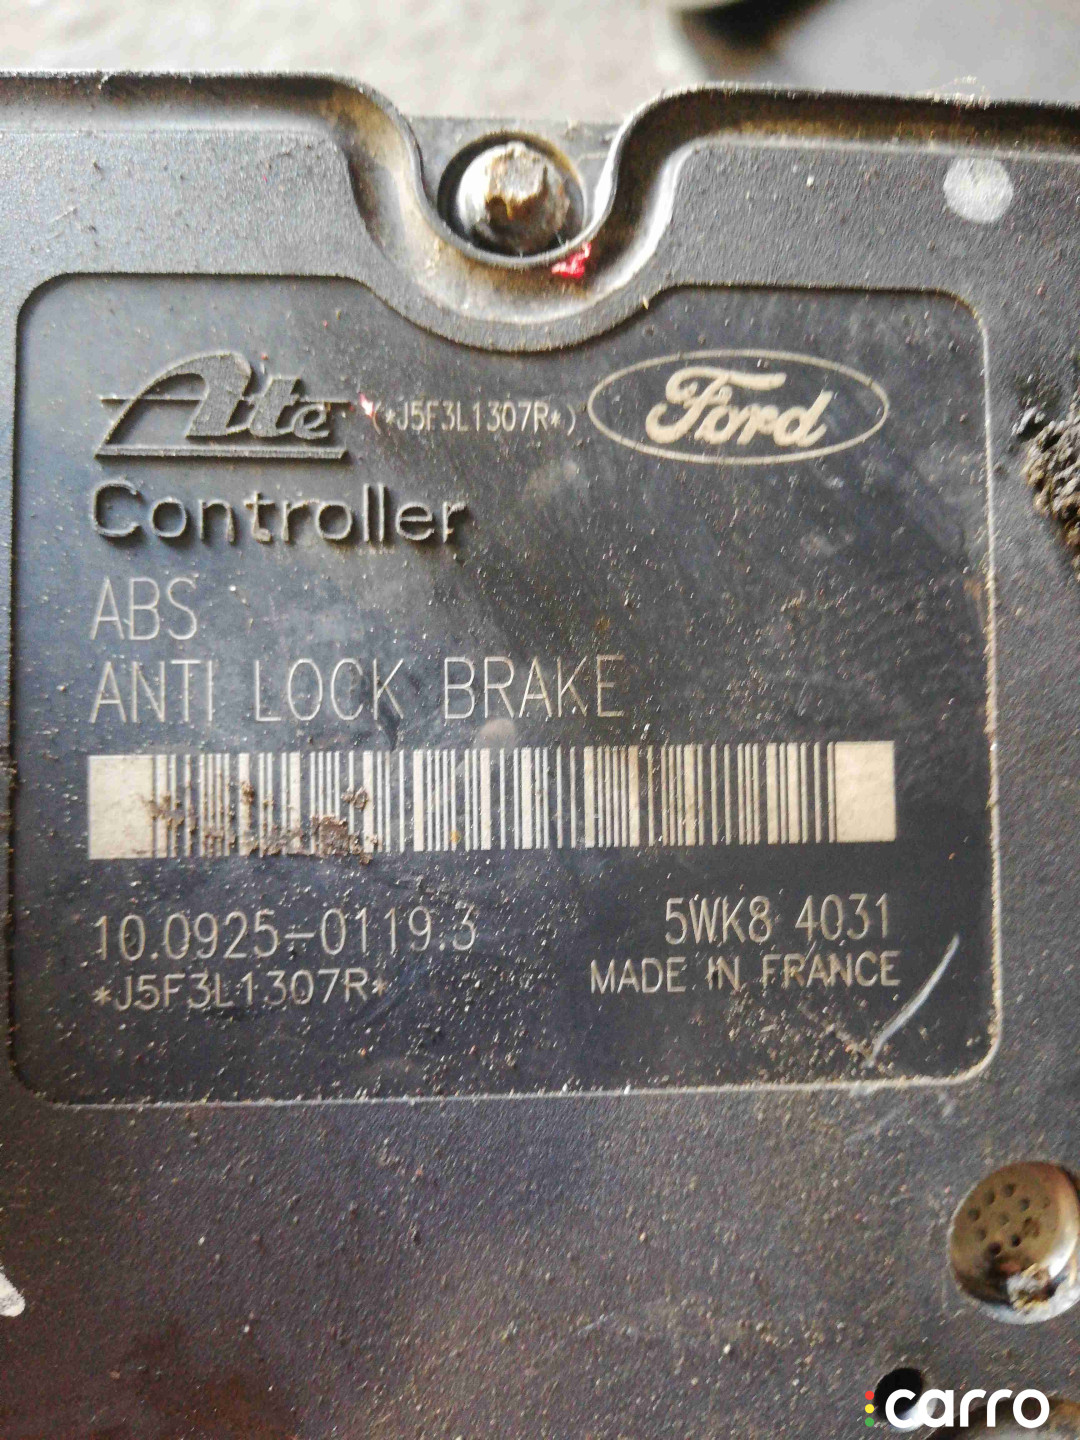 Ate (*J5F3L1307R*) Ford
Controller
ABS
ANTI LOCK BRAKE
10.0925-0119.3 5WK8 4031
*J5F3L1307R* MADE IN FRANCE
carro